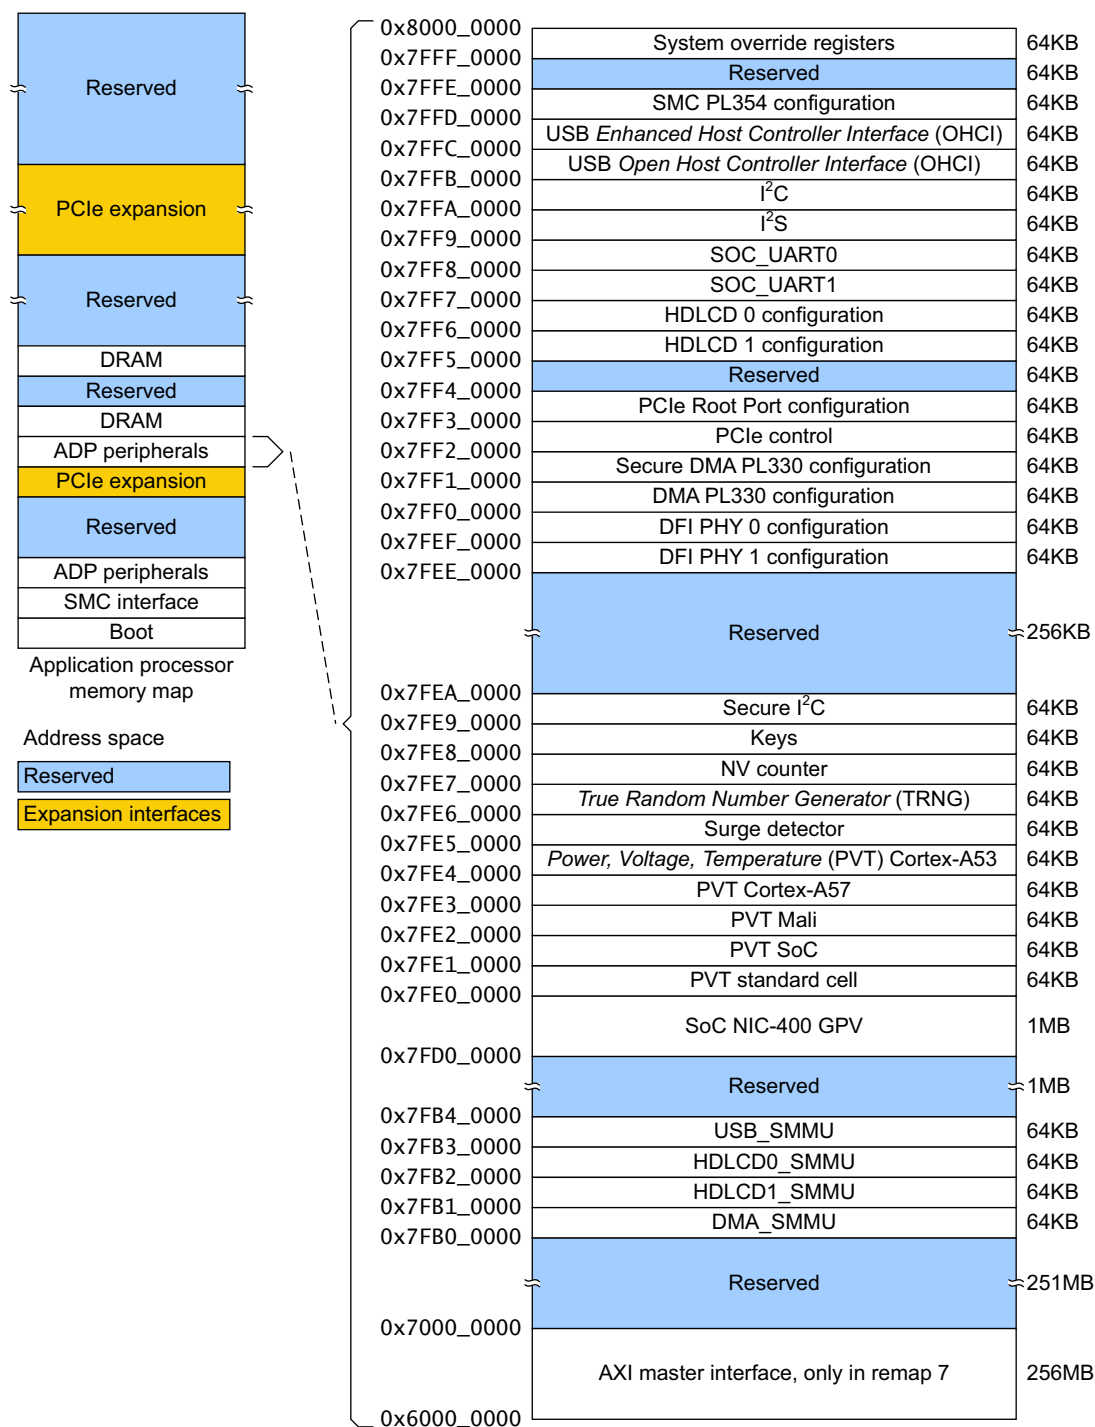 Reserved
PCIe expansion
Reserved
DRAM
Reserved
DRAM
ADP peripherals
PCIe expansion
Reserved
ADP peripherals
SMC interface
Boot
Application processor
memory map
Address space
Reserved
Expansion interfaces
0x8000_0000
System override registers 64KB
0x7FFF_0000
Reserved 64KB
0x7FFE_0000
SMC PL354 configuration 64KB
0x7FFD_0000
USB Enhanced Host Controller Interface (OHCI) 64KB
0x7FFC_0000
USB Open Host Controller Interface (OHCI) 64KB
0x7FFB_0000
I²C 64KB
0x7FFA_0000
I²S 64KB
0x7FF9_0000
SOC_UART0 64KB
0x7FF8_0000
SOC_UART1 64KB
0x7FF7_0000
HDLCD 0 configuration 64KB
0x7FF6_0000
HDLCD 1 configuration 64KB
0x7FF5_0000
Reserved 64KB
0x7FF4_0000
PCIe Root Port configuration 64KB
0x7FF3_0000
PCIe control 64KB
0x7FF2_0000
Secure DMA PL330 configuration 64KB
0x7FF1_0000
DMA PL330 configuration 64KB
0x7FF0_0000
DFI PHY 0 configuration 64KB
0x7FEF_0000
DFI PHY 1 configuration 64KB
0x7FEE_0000
Reserved 256KB
0x7FEA_0000
Secure I²C 64KB
0x7FE9_0000
Keys 64KB
0x7FE8_0000
NV counter 64KB
0x7FE7_0000
True Random Number Generator (TRNG) 64KB
0x7FE6_0000
Surge detector 64KB
0x7FE5_0000
Power, Voltage, Temperature (PVT) Cortex-A53 64KB
0x7FE4_0000
PVT Cortex-A57 64KB
0x7FE3_0000
PVT Mali 64KB
0x7FE2_0000
PVT SoC 64KB
0x7FE1_0000
PVT standard cell 64KB
0x7FE0_0000
SoC NIC-400 GPV 1MB
0x7FD0_0000
Reserved 1MB
0x7FB4_0000
USB_SMMU 64KB
0x7FB3_0000
HDLCD0_SMMU 64KB
0x7FB2_0000
HDLCD1_SMMU 64KB
0x7FB1_0000
DMA_SMMU 64KB
0x7FB0_0000
Reserved 251MB
0x7000_0000
AXI master interface, only in remap 7 256MB
0x6000_0000